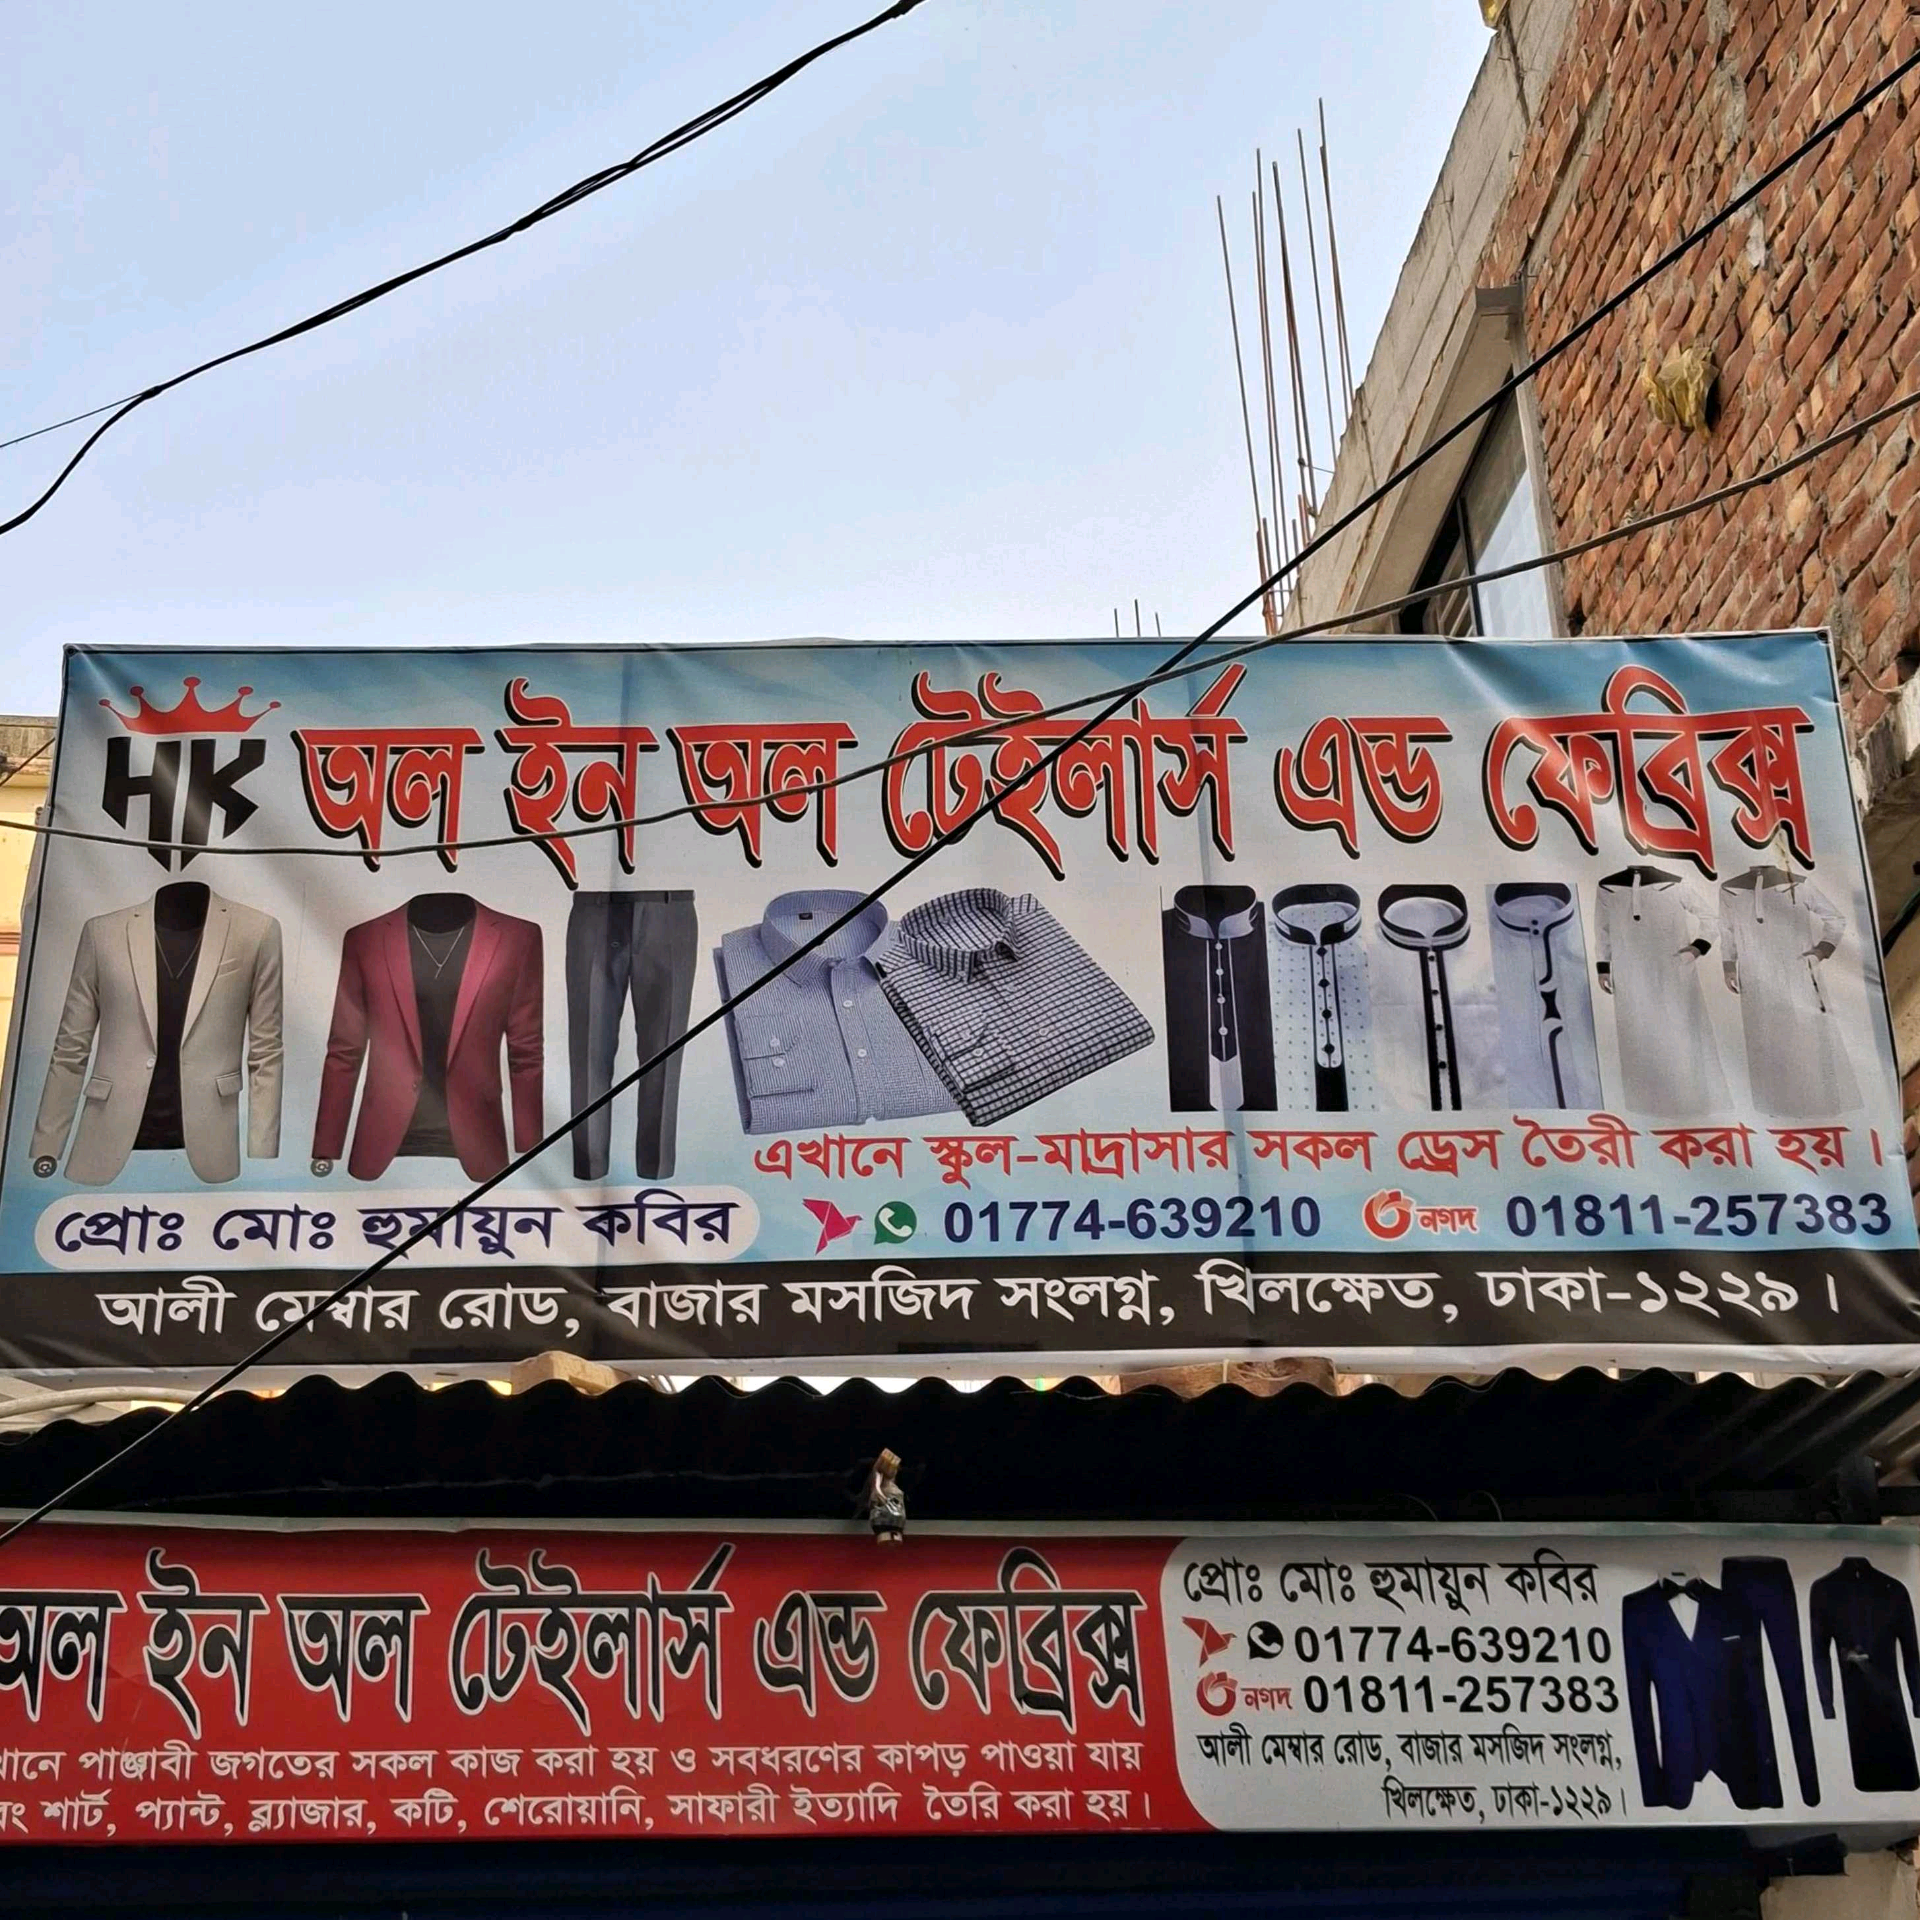 HK অল ইন অল টেইলার্স এন্ড ফেব্রিক্স
এখানে স্কুল-মাদ্রাসার সকল ড্রেস তৈরী করা হয়।
প্রোঃ মোঃ হুমায়ুন কবির 01774-639210 নগদ 01811-257383
আলী মেম্বার রোড, বাজার মসজিদ সংলগ্ন, খিলক্ষেত, ঢাকা-১২২৯।
অল ইন অল টেইলার্স এন্ড ফেব্রিক্স
পাঞ্জাবী জগতের সকল কাজ করা হয় ও সবধরণের কাপড় পাওয়া যায়
শার্ট, প্যান্ট, ব্ল্যাজার, কটি, শেরোয়ানি, সাফারী ইত্যাদি তৈরি করা হয়।
প্রোঃ মোঃ হুমায়ুন কবির
01774-639210
নগদ 01811-257383
আলী মেম্বার রোড, বাজার মসজিদ সংলগ্ন,
খিলক্ষেত, ঢাকা-১২২৯।